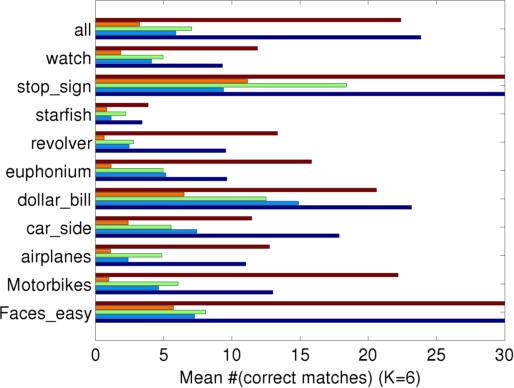 all
watch
stop_sign
starfish
revolver
euphonium
dollar_bill
car_side
airplanes
Motorbikes
Faces_easy
0 5 10 15 20 25 30
Mean #(correct matches) (K=6)